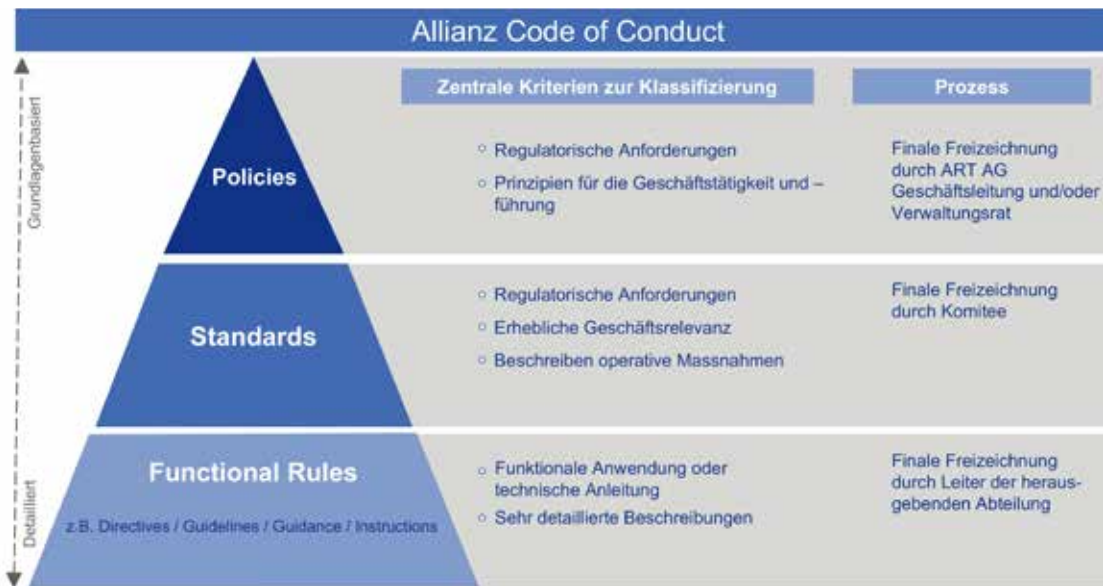 Allianz Code of Conduct
Grundlagenbasiert
Detailliert
Zentrale Kriterien zur Klassifizierung
Prozess
Policies
Regulatorische Anforderungen
Prinzipien für die Geschäftstätigkeit und –
führung
Finale Freizeichnung
durch ART AG
Geschäftsleitung und/oder
Verwaltungsrat
Standards
Regulatorische Anforderungen
Erhebliche Geschäftsrelevanz
Beschreiben operative Massnahmen
Finale Freizeichnung
durch Komitee
Functional Rules
z.B. Directives / Guidelines / Guidance / Instructions
Funktionale Anwendung oder
technische Anleitung
Sehr detaillierte Beschreibungen
Finale Freizeichnung
durch Leiter der heraus-
gebenden Abteilung